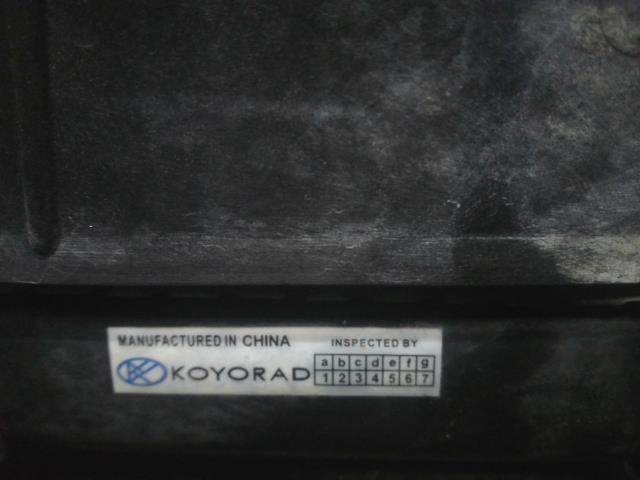 MANUFACTURED IN CHINA INSPECTED BY
KOYORAD
a b c d e f g
1 2 3 4 5 6 7